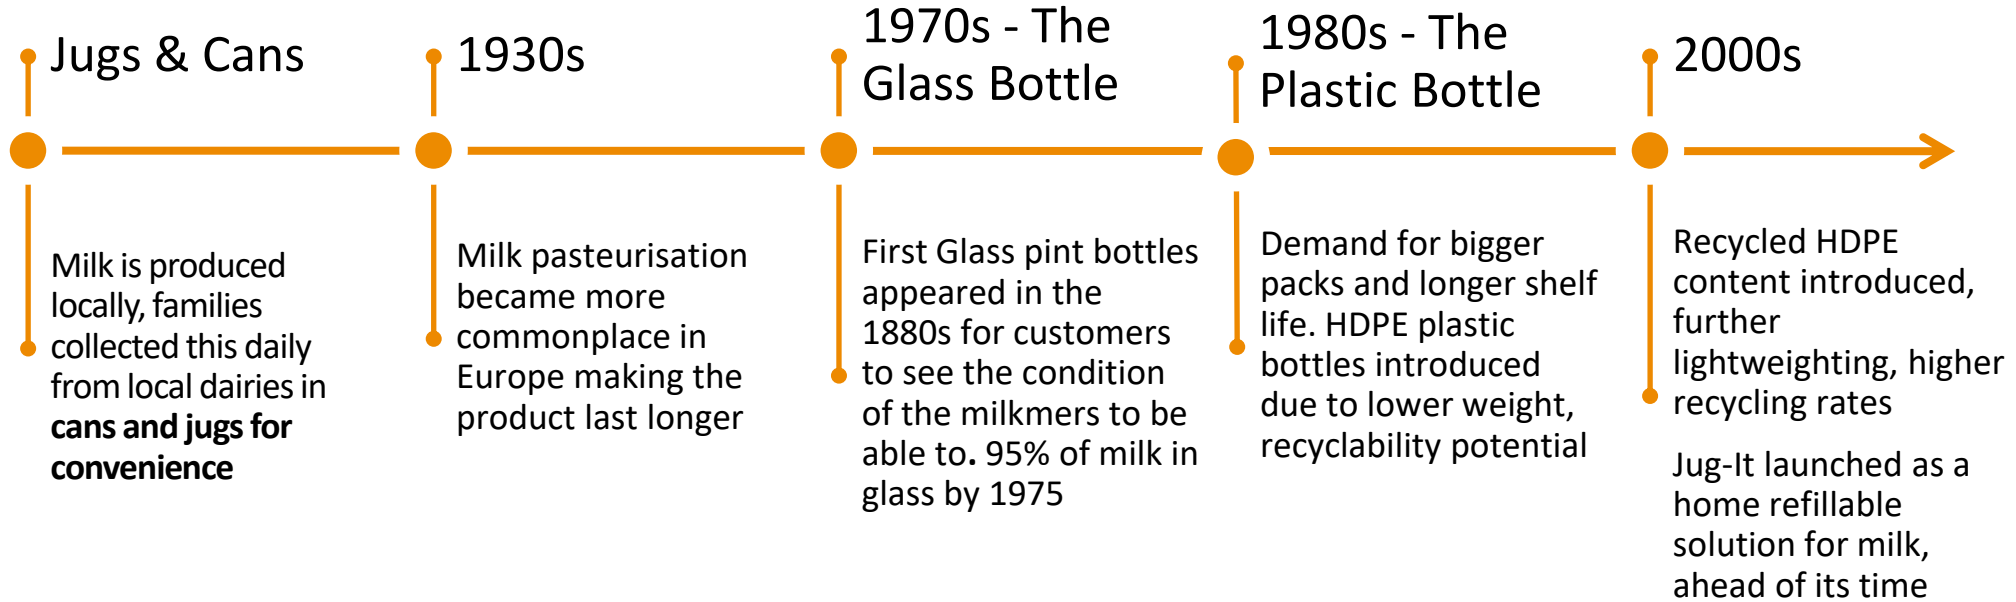 Jugs & Cans
Milk is produced
locally, families
collected this daily
from local dairies in
cans and jugs for
convenience
1930s
Milk pasteurisation
became more
commonplace in
Europe making the
product last longer
1970s - The
Glass Bottle
First Glass pint bottles
appeared in the
1880s for customers
to see the condition
of the milkmers to be
able to. 95% of milk in
glass by 1975
1980s - The
Plastic Bottle
Demand for bigger
packs and longer shelf
life. HDPE plastic
bottles introduced
due to lower weight,
recyclability potential
2000s
Recycled HDPE
content introduced,
further
lightweighting, higher
recycling rates
Jug-It launched as a
home refillable
solution for milk,
ahead of its time